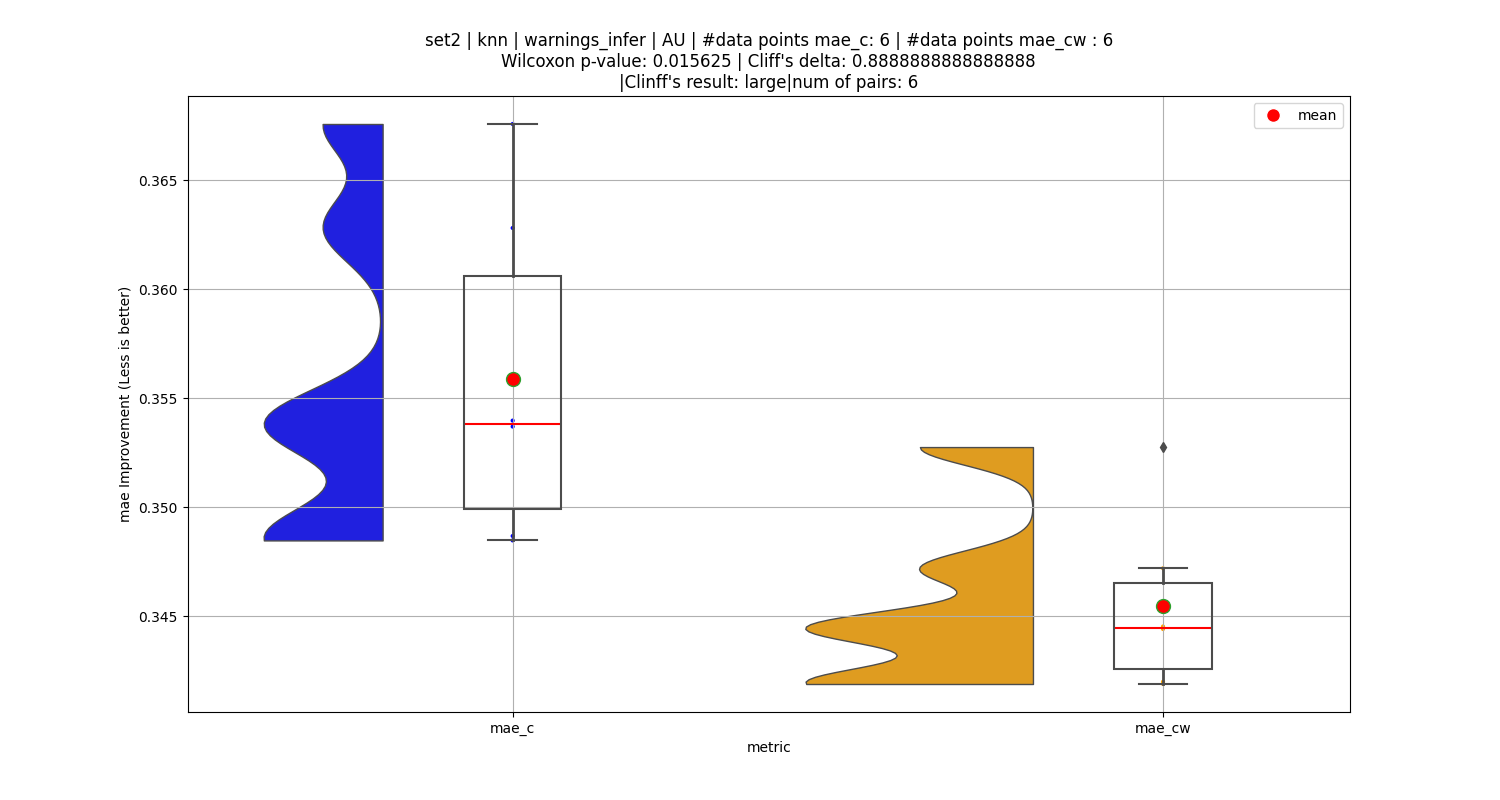 set2 | knn | warnings_infer | AU | #data points mae_c: 6 | #data points mae_cw : 6
Wilcoxon p-value: 0.015625 | Cliff's delta: 0.8888888888888888
|Clinff's result: large|num of pairs: 6
mean
0.365
0.360
0.355
0.350
0.345
mae Improvement (Less is better)
mae_c
mae_cw
metric